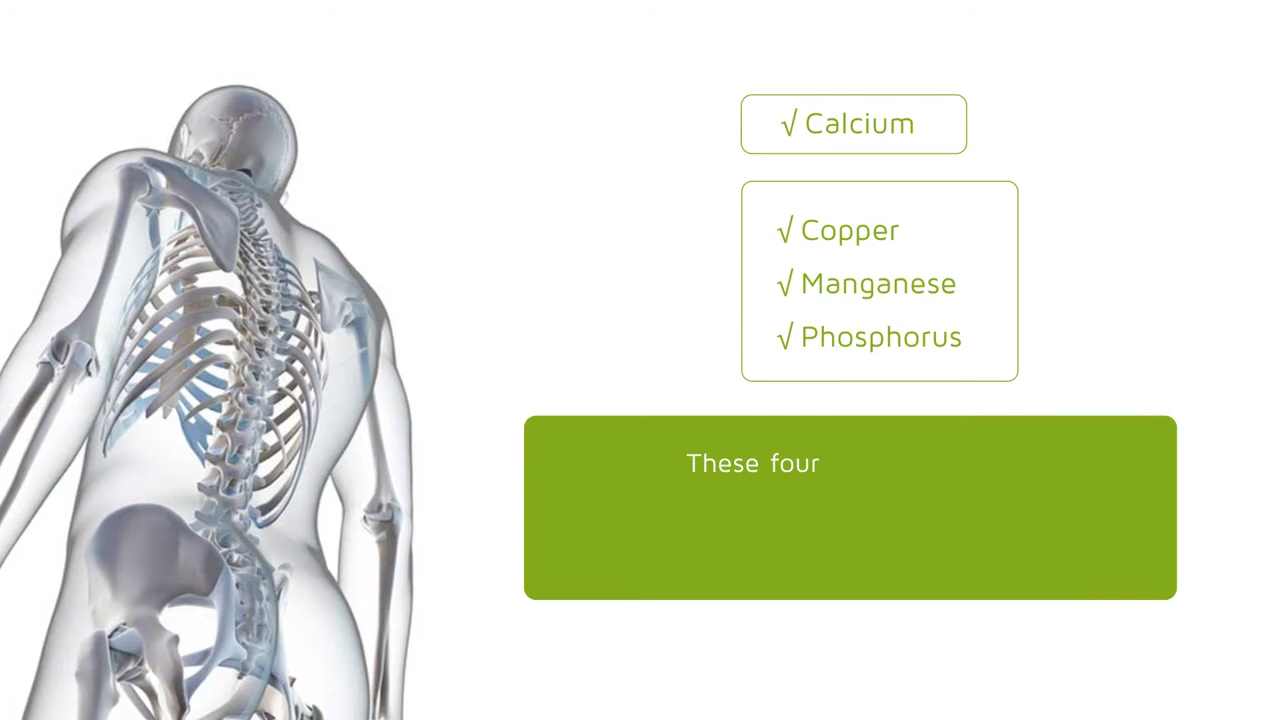 √ Calcium
√ Copper
√ Manganese
√ Phosphorus
These four